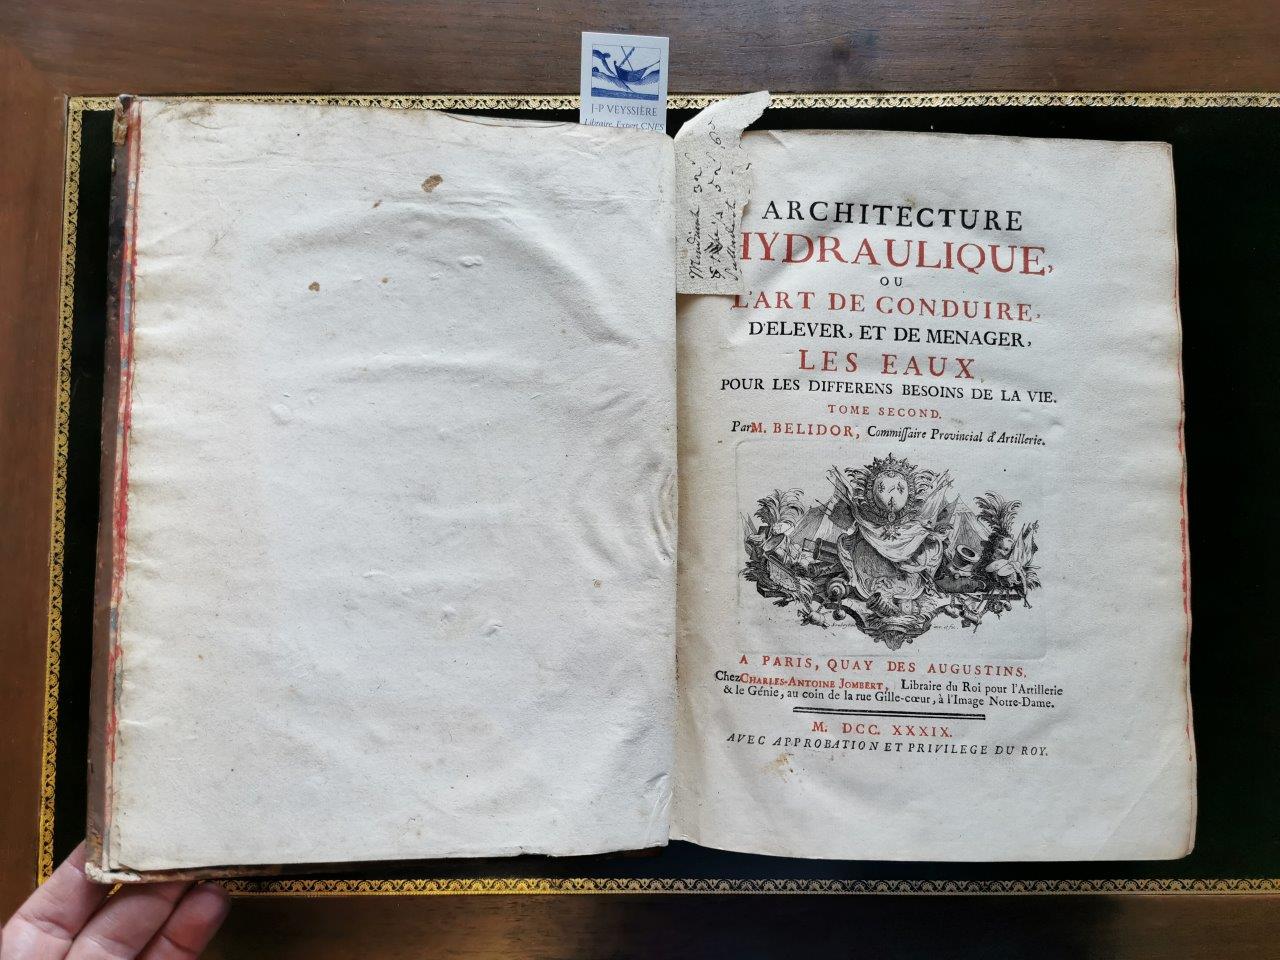 J-P VEYSSIÈRE
Libraire, Expert CNES
ARCHITECTURE
HYDRAULIQUE,
OU
L'ART DE CONDUIRE,
D'ELEVER, ET DE MENAGER,
LES EAUX
POUR LES DIFFERENS BESOINS DE LA VIE.
TOME SECOND.
Par M. BELIDOR, Commissaire Provincial d'Artillerie.
A PARIS, QUAY DES AUGUSTINS,
Chez CHARLES-ANTOINE JOMBERT, Libraire du Roi pour l'Artillerie
& le Génie, au coin de la rue Gille-cœur, à l'Image Notre-Dame.
M. DCC. XXXIX.
AVEC APPROBATION ET PRIVILEGE DU ROY.